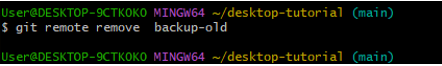 User@DESKTOP-9CTKOKO MINGW64 ~/desktop-tutorial (main)
$ git remote remove  backup-old
User@DESKTOP-9CTKOKO MINGW64 ~/desktop-tutorial (main)